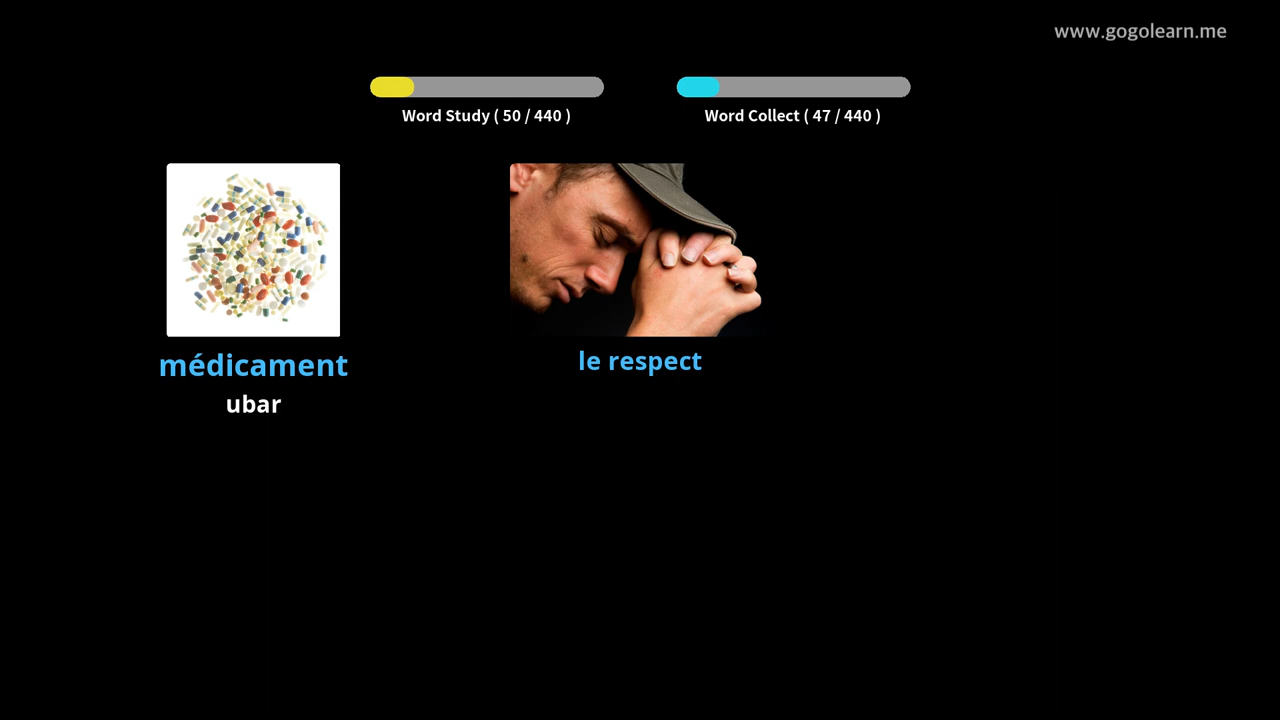 www.gogolearn.me
Word Study ( 50 / 440 )
Word Collect ( 47 / 440 )
médicament
ubar
le respect